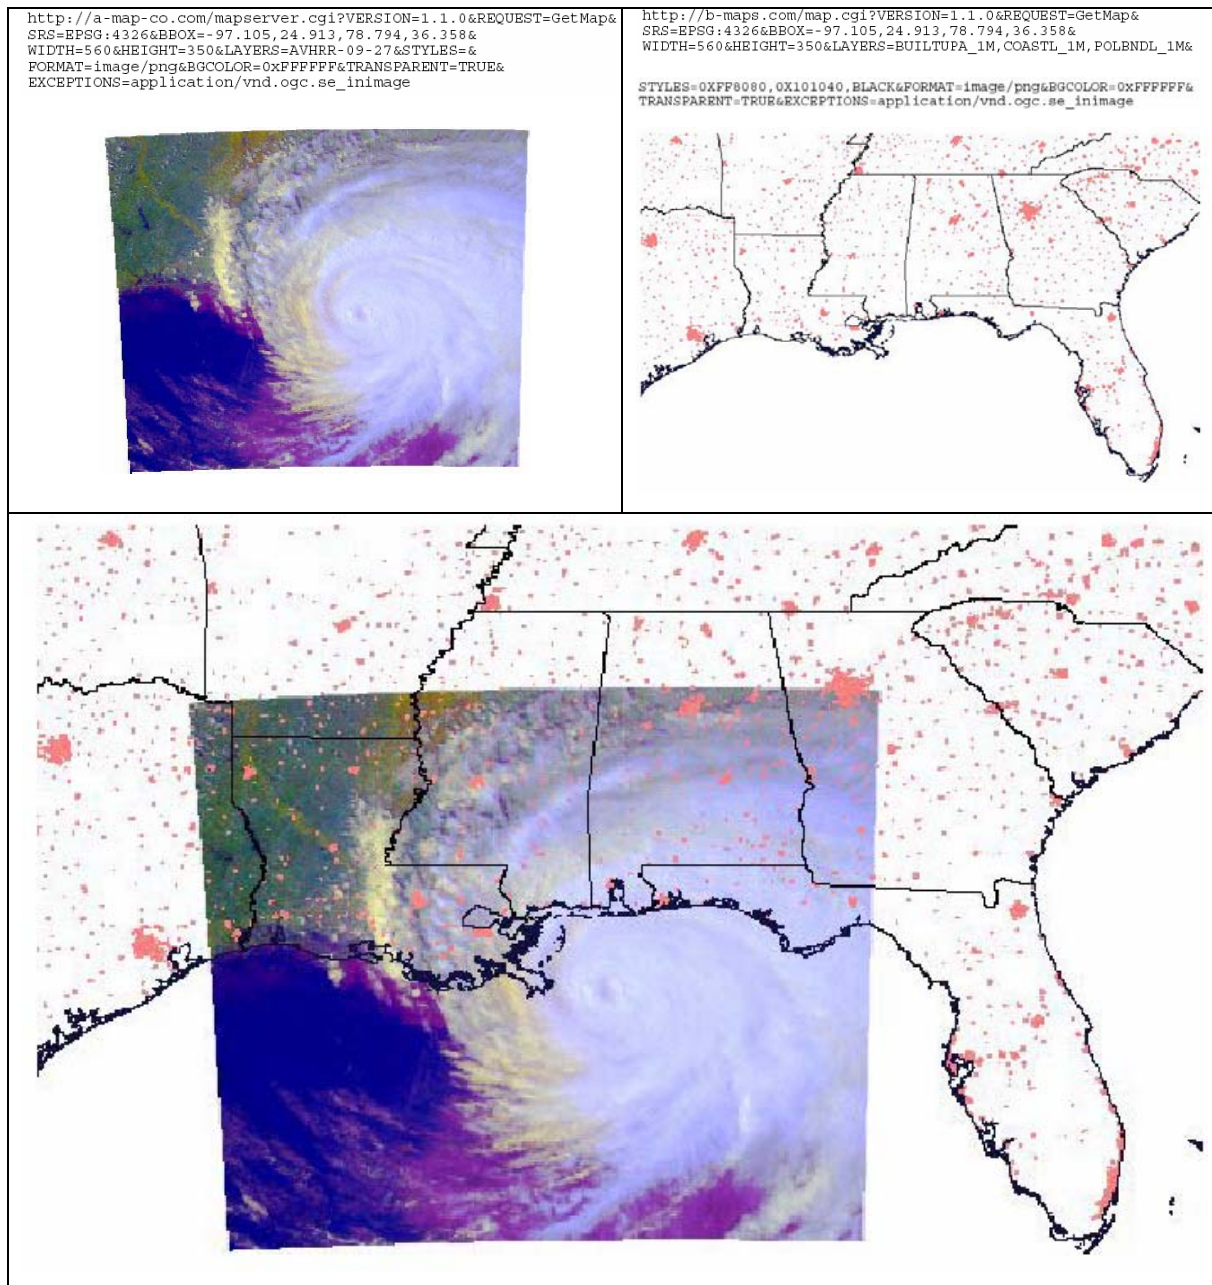 http://a-map-co.com/mapserver.cgi?VERSION=1.1.0&REQUEST=GetMap&
SRS=EPSG:4326&BBOX=-97.105,24.913,78.794,36.358&
WIDTH=560&HEIGHT=350&LAYERS=AVHRR-09-27&STYLES=&
FORMAT=image/png&BGCOLOR=0xFFFFFF&TRANSPARENT=TRUE&
EXCEPTIONS=application/vnd.ogc.se_inimage
http://b-maps.com/map.cgi?VERSION=1.1.0&REQUEST=GetMap&
SRS=EPSG:4326&BBOX=-97.105,24.913,78.794,36.358&
WIDTH=560&HEIGHT=350&LAYERS=BUILTUPA_1M,COASTL_1M,POLBNDL_1M&
STYLES=0XFF8080,0X101040,BLACK&FORMAT=image/png&BGCOLOR=0xFFFFFF&
TRANSPARENT=TRUE&EXCEPTIONS=application/vnd.ogc.se_inimage